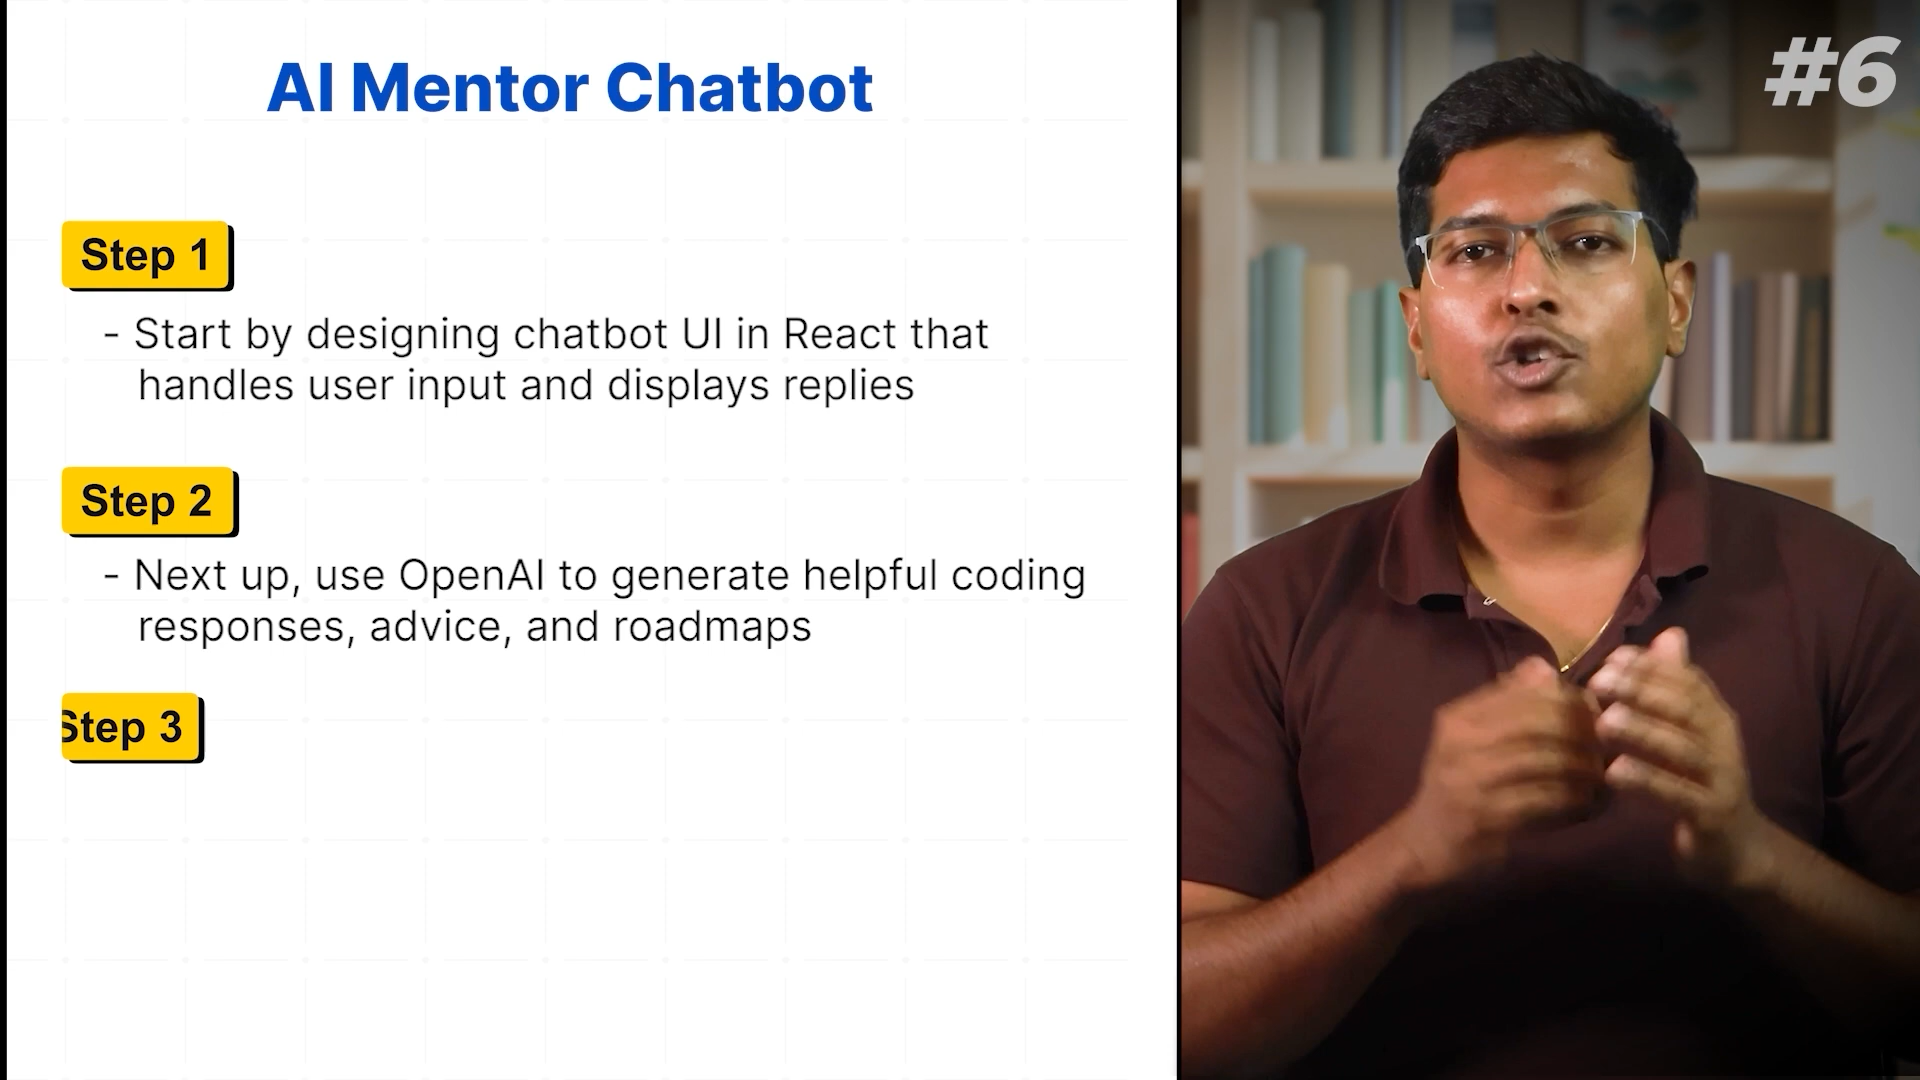 AI Mentor Chatbot
#6
Step 1
- Start by designing chatbot UI in React that
handles user input and displays replies
Step 2
- Next up, use OpenAI to generate helpful coding
responses, advice, and roadmaps
Step 3